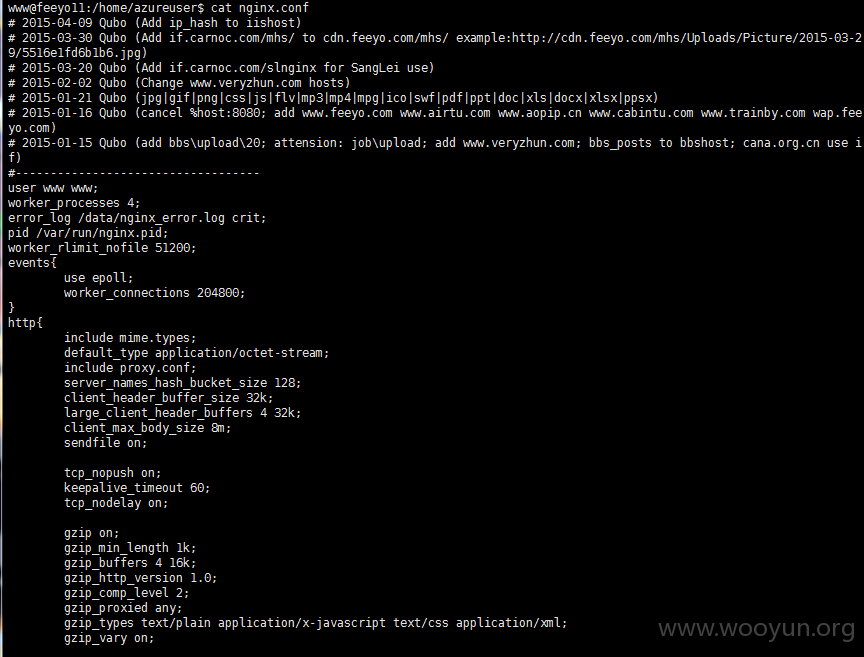 www@feeyo11:/home/azureuser$ cat nginx.conf
# 2015-04-09 Qubo (Add ip_hash to iishost)
# 2015-03-30 Qubo (Add if.carnoc.com/mhs/ to cdn.feeyo.com/mhs/ example:http://cdn.feeyo.com/mhs/Uploads/Picture/2015-03-2
9/5516e1fd6b1b6.jpg)
# 2015-03-20 Qubo (Add if.carnoc.com/slnginx for SangLei use)
# 2015-02-02 Qubo (Change www.veryzhun.com hosts)
# 2015-01-21 Qubo (jpg|gif|png|css|js|flv|mp3|mp4|mpg|ico|swf|pdf|ppt|doc|xls|docx|xlsx|ppsx)
# 2015-01-16 Qubo (cancel %host:8080; add www.feeyo.com www.airtu.com www.aopip.cn www.cabintu.com www.trainby.com wap.fee
yo.com)
# 2015-01-15 Qubo (add bbs\upload\20; attension: job\upload; add www.veryzhun.com; bbs_posts to bbshost; cana.org.cn use i
f)
#-----------------------------------
user www www;
worker_processes 4;
error_log /data/nginx_error.log crit;
pid /var/run/nginx.pid;
worker_rlimit_nofile 51200;
events{
        use epoll;
        worker_connections 204800;
}
http{
        include mime.types;
        default_type application/octet-stream;
        include proxy.conf;
        server_names_hash_bucket_size 128;
        client_header_buffer_size 32k;
        large_client_header_buffers 4 32k;
        client_max_body_size 8m;
        sendfile on;

        tcp_nopush on;
        keepalive_timeout 60;
        tcp_nodelay on;

        gzip on;
        gzip_min_length 1k;
        gzip_buffers 4 16k;
        gzip_http_version 1.0;
        gzip_comp_level 2;
        gzip_proxied any;
        gzip_types text/plain application/x-javascript text/css application/xml;
        gzip_vary on;
www.wooyun.org